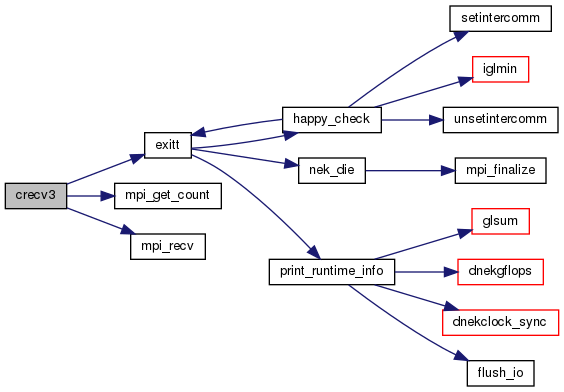 crecv3
exitt
mpi_get_count
mpi_recv
happy_check
nek_die
print_runtime_info
setintercomm
iglmin
unsetintercomm
mpi_finalize
glsum
dnekgflops
dnekclock_sync
flush_io